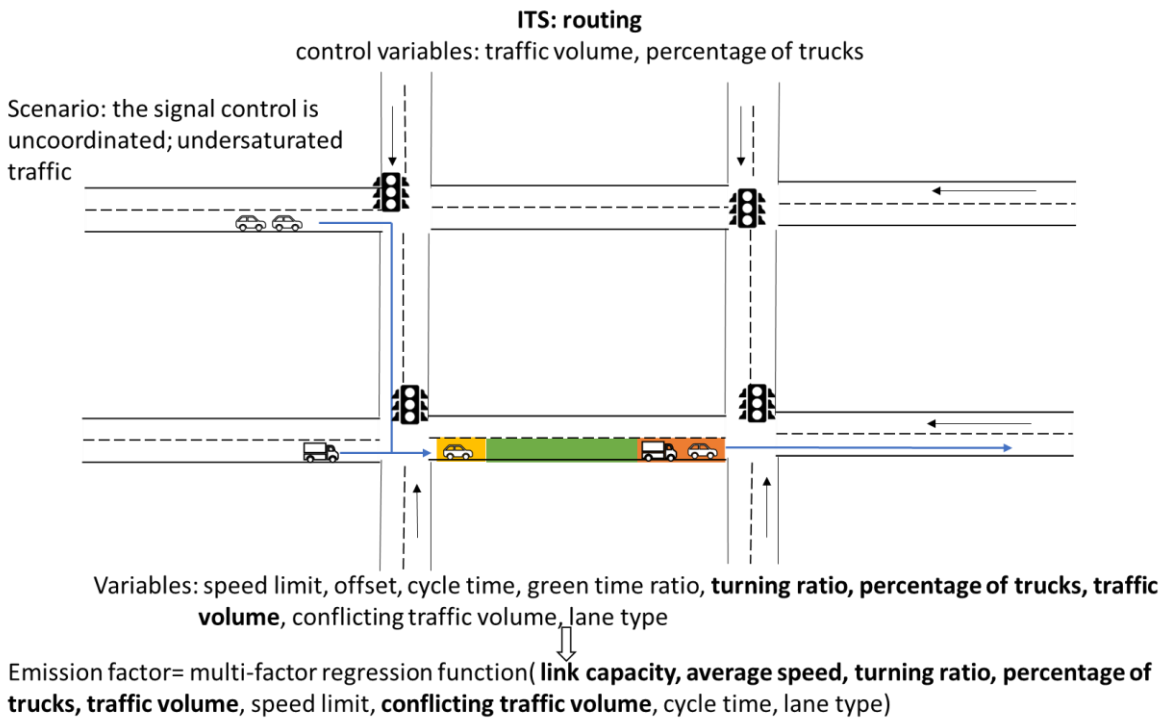 ITS: routing
control variables: traffic volume, percentage of trucks
Scenario: the signal control is
uncoordinated; undersaturated
traffic
Variables: speed limit, offset, cycle time, green time ratio, turning ratio, percentage of trucks, traffic
volume, conflicting traffic volume, lane type
Emission factor= multi-factor regression function( link capacity, average speed, turning ratio, percentage of
trucks, traffic volume, speed limit, conflicting traffic volume, cycle time, lane type)